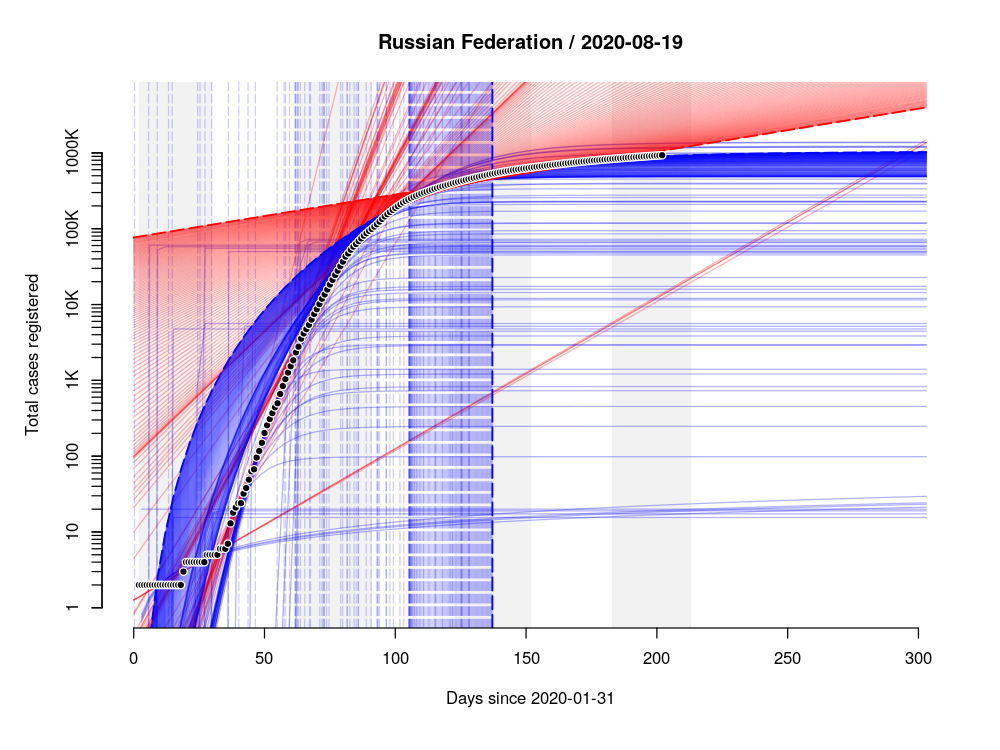 Russian Federation / 2020-08-19
Total cases registered
1000K
100K
10K
1K
100
10
1
0 50 100 150 200 250 300
Days since 2020-01-31